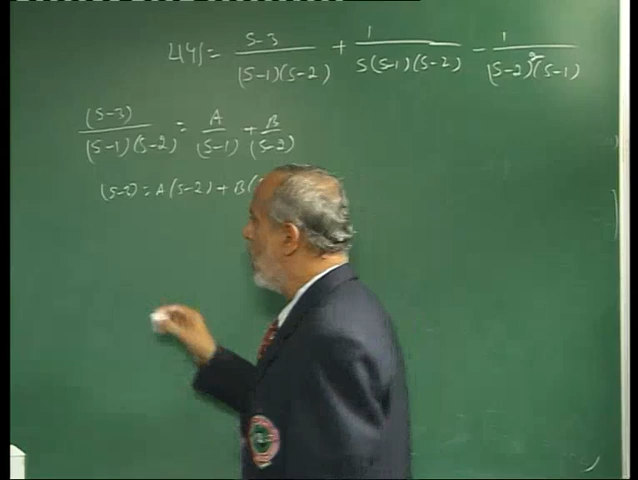 L{y}= (s-3)/((s-1)(s-2)) + 1/(s(s-1)(s-2)) - 1/((s-2)²(s-1))
(s-3)/((s-1)(s-2)) = A/(s-1) + B/(s-2)
(s-3) = A(s-2) + B(